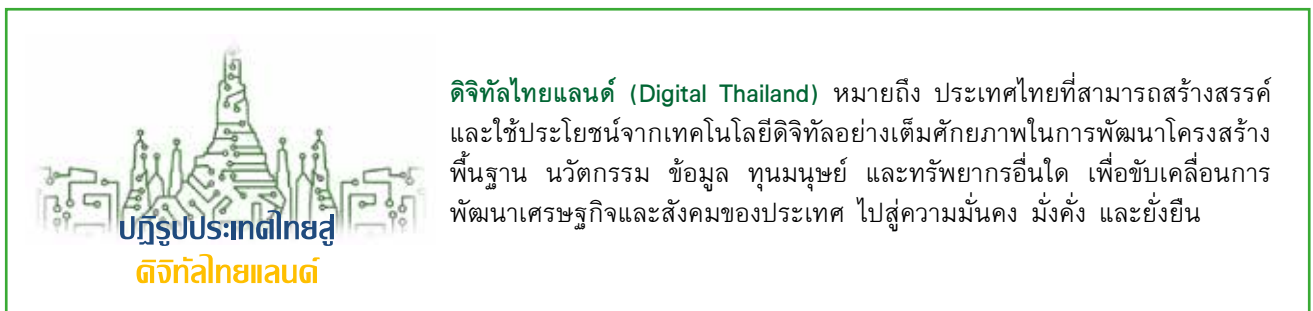 ปฏิรูปประเทศไทยสู่
ดิจิทัลไทยแลนด์
ดิจิทัลไทยแลนด์ (Digital Thailand) หมายถึง ประเทศไทยที่สามารถสร้างสรรค์
และใช้ประโยชน์จากเทคโนโลยีดิจิทัลอย่างเต็มศักยภาพในการพัฒนาโครงสร้าง
พื้นฐาน นวัตกรรม ข้อมูล ทุนมนุษย์ และทรัพยากรอื่นใด เพื่อขับเคลื่อนการ
พัฒนาเศรษฐกิจและสังคมของประเทศ ไปสู่ความมั่นคง มั่งคั่ง และยั่งยืน